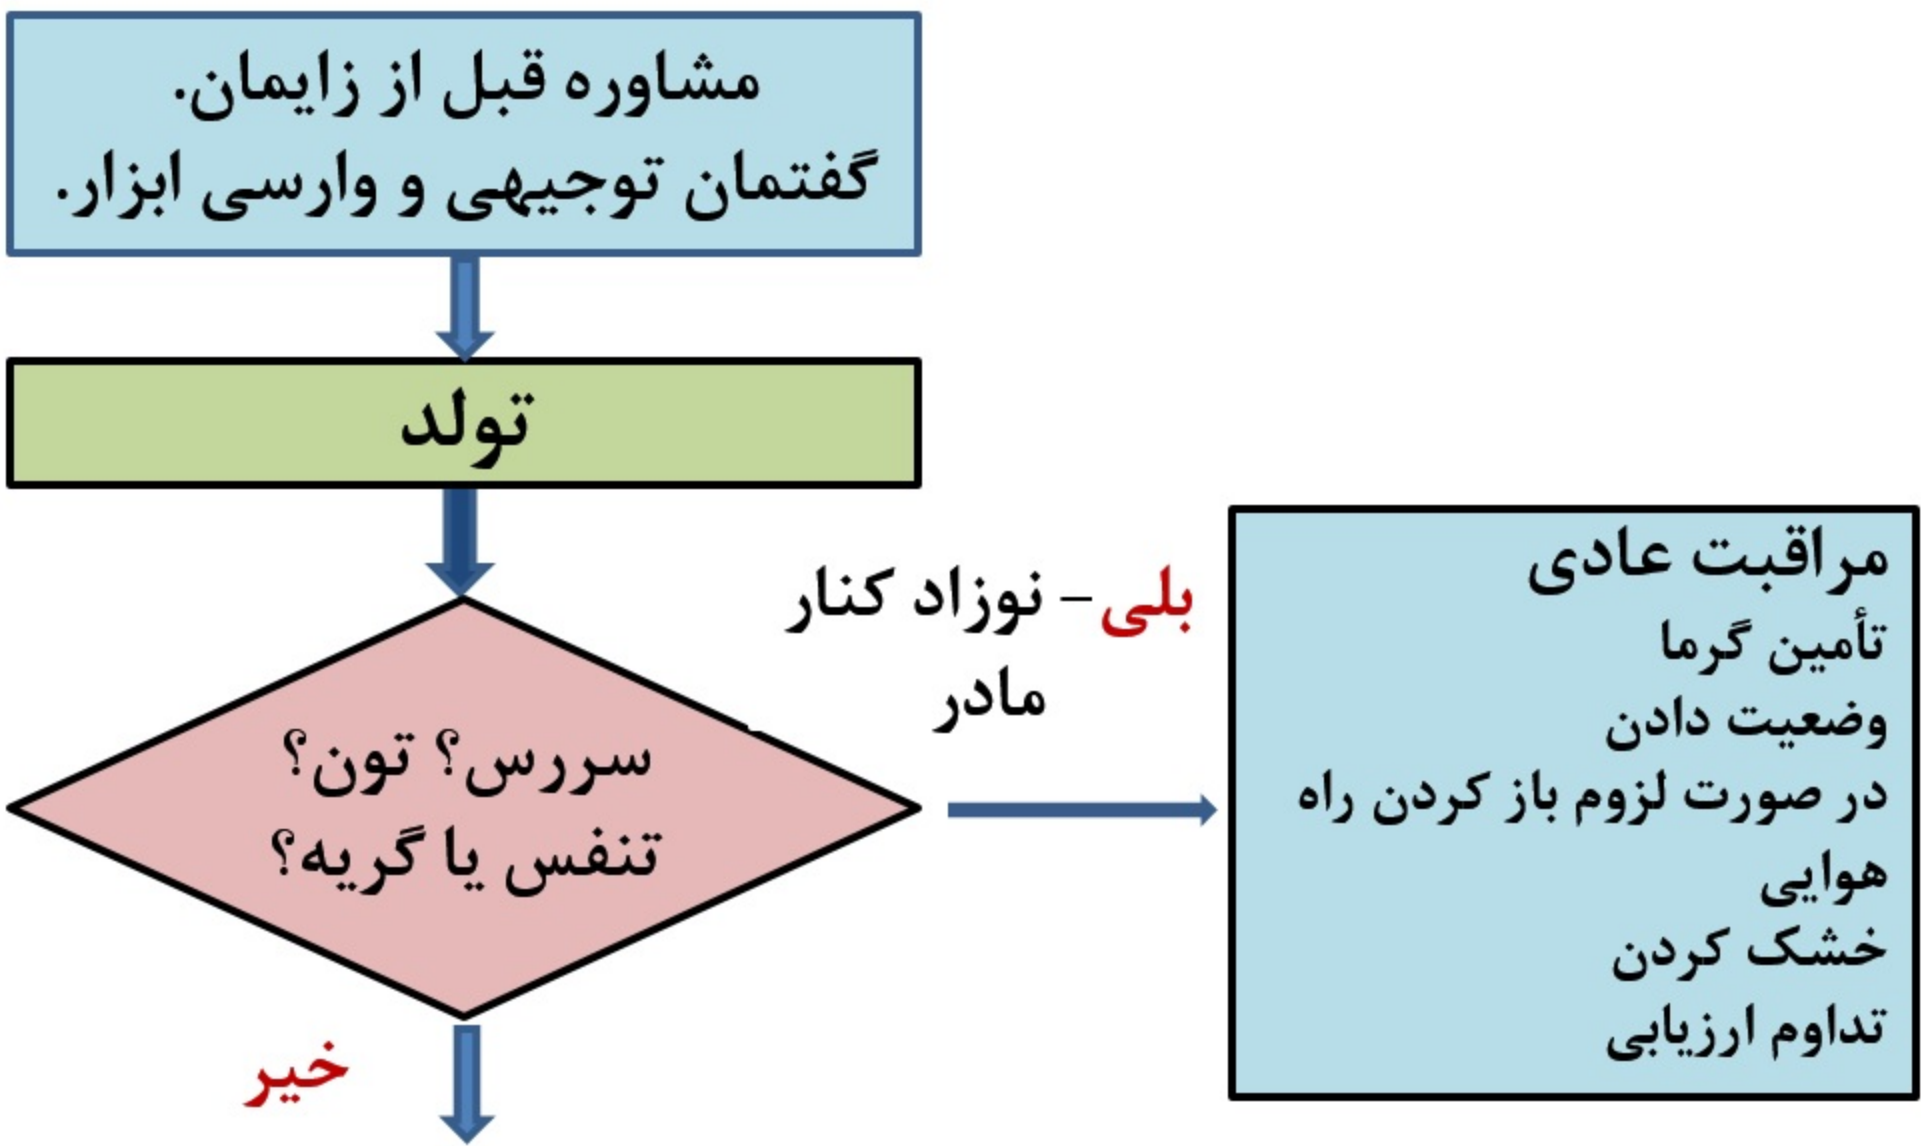 مشاوره قبل از زایمان.
گفتمان توجیهی و وارسی ابزار.
تولد
سررس؟ تون؟
تنفس یا گریه؟
بلی- نوزاد کنار
مادر
مراقبت عادی
تأمین گرما
وضعیت دادن
در صورت لزوم باز کردن راه
هوایی
خشک کردن
تداوم ارزیابی
خیر